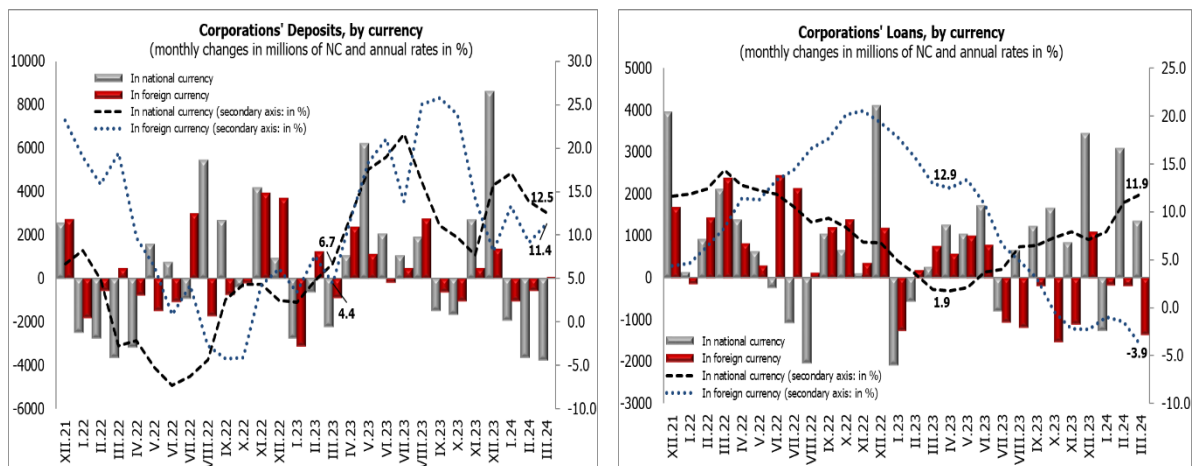 Corporations' Deposits, by currency
(monthly changes in millions of NC and annual rates in %)
10000
8000
6000
4000
2000
0
-2000
-4000
-6000
30.0
25.0
20.0
15.0
10.0
5.0
0.0
-5.0
-10.0
In national currency
In foreign currency
In national currency (secondary axis: in %)
In foreign currency (secondary axis: in %)
6.7
4.4
12.5
11.4
XII.21
I.22
II.22
III.22
IV.22
V.22
VI.22
VII.22
VIII.22
IX.22
X.22
XI.22
XII.22
I.23
II.23
III.23
IV.23
V.23
VI.23
VII.23
VIII.23
IX.23
X.23
XI.23
XII.23
I.24
II.24
III.24
Corporations' Loans, by currency
(monthly changes in millions of NC and annual rates in %)
5000
4000
3000
2000
1000
0
-1000
-2000
-3000
25.0
20.0
15.0
10.0
5.0
0.0
-5.0
-10.0
12.9
1.9
11.9
-3.9
In national currency
In foreign currency
In national currency (secondary axis: in %)
In foreign currency (secondary axis: in %)
XII.21
I.22
II.22
III.22
IV.22
V.22
VI.22
VII.22
VIII.22
IX.22
X.22
XI.22
XII.22
I.23
II.23
III.23
IV.23
V.23
VI.23
VII.23
VIII.23
IX.23
X.23
XI.23
XII.23
I.24
II.24
III.24